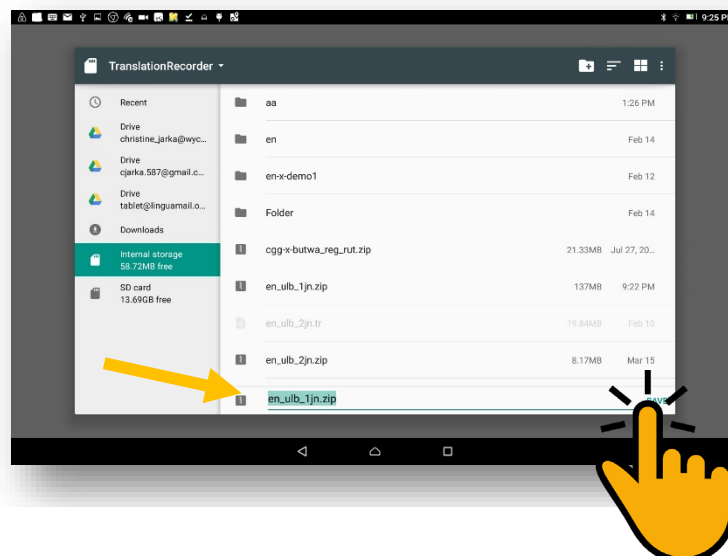 9:25 PM
TranslationRecorder
Recent
Drive
christine_jarka@wyc...
Drive
cjarka.587@gmail.c...
Drive
tablet@linguamail.o...
Downloads
Internal storage
58.72MB free
SD card
13.69GB free
aa 1:26 PM
en Feb 14
en-x-demo1 Feb 12
Folder Feb 14
cgg-x-butwa_reg_rut.zip 21.33MB Jul 27, 20...
en_ulb_1jn.zip 137MB 9:22 PM
en_ulb_2jn.tr 19.84MB Feb 10
en_ulb_2jn.zip 8.17MB Mar 15
en_ulb_1jn.zip SAVE